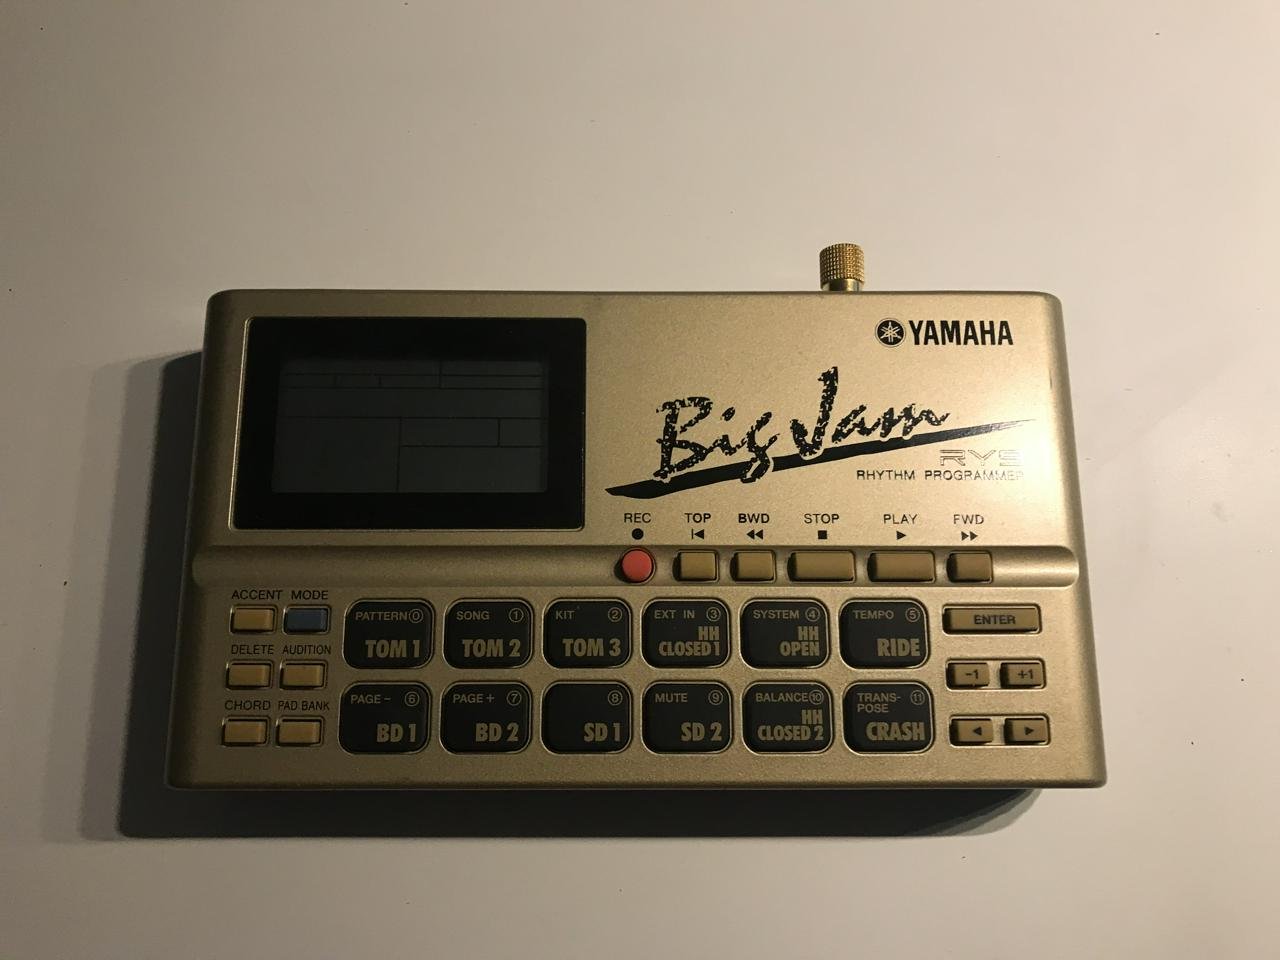 YAMAHA
Big Jam
RY9
RHYTHM PROGRAMMER
REC TOP BWD STOP PLAY FWD
ACCENT MODE
PATTERN 0 SONG 1 KIT 2 EXT IN 3 SYSTEM 4 TEMPO 5
TOM 1 TOM 2 TOM 3 HH CLOSED 1 HH OPEN RIDE
ENTER
DELETE AUDITION
-1 +1
CHORD PAD BANK
PAGE- 6 PAGE+ 7 8 MUTE 9 BALANCE 10 TRANS-POSE 11
BD 1 BD 2 SD 1 SD 2 HH CLOSED 2 CRASH